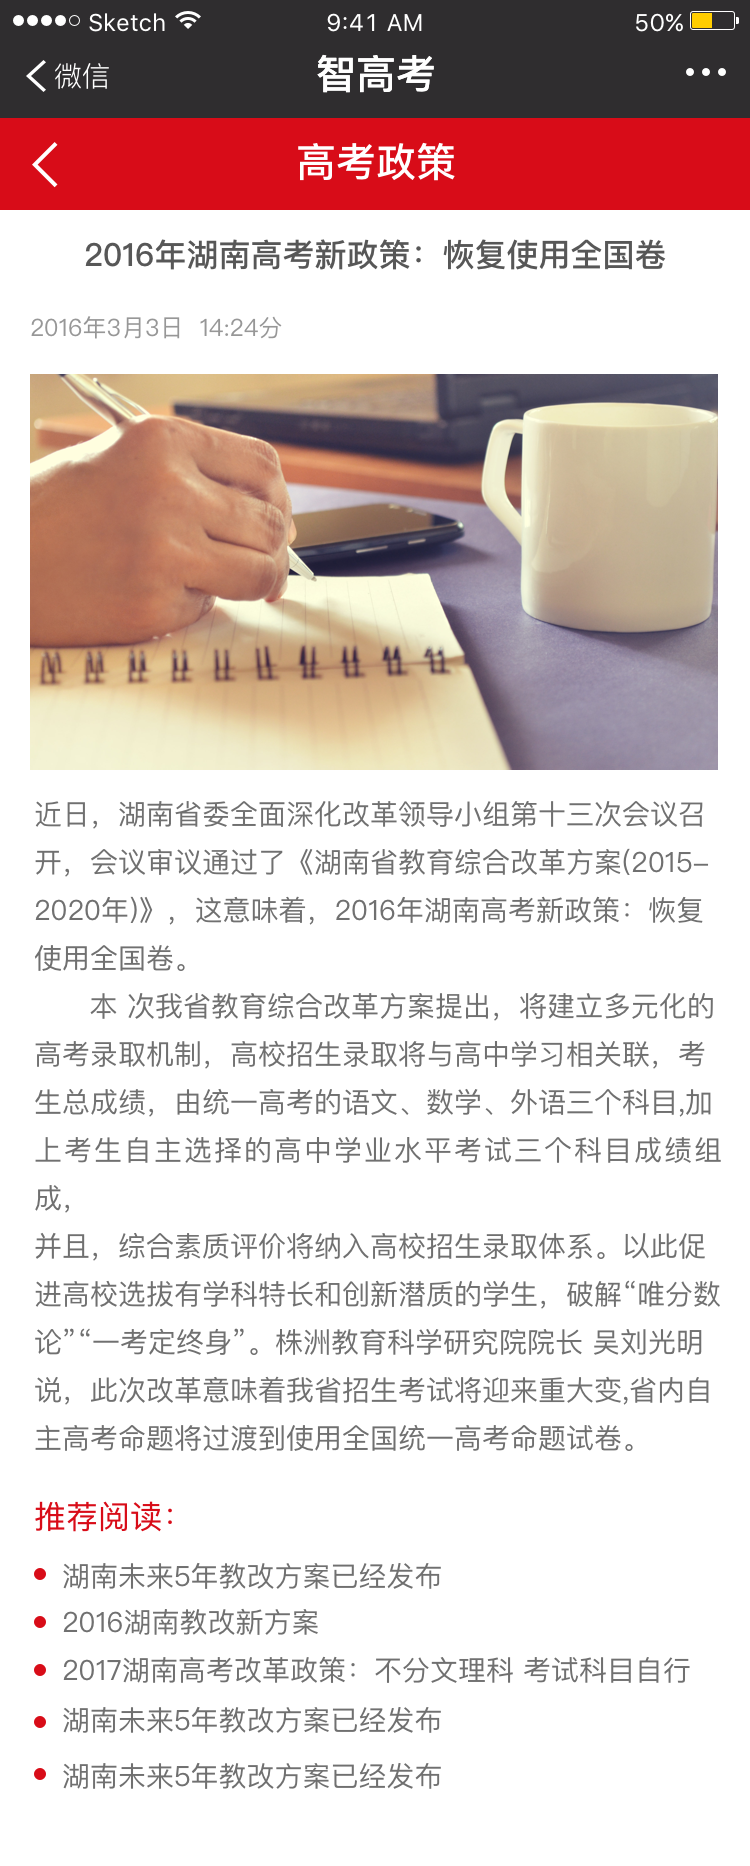 Sketch 9:41 AM 50%
微信 智高考
高考政策
2016年湖南高考新政策：恢复使用全国卷
2016年3月3日 14:24分
近日，湖南省委全面深化改革领导小组第十三次会议召
开，会议审议通过了《湖南省教育综合改革方案(2015-
2020年)》，这意味着，2016年湖南高考新政策：恢复
使用全国卷。
本 次我省教育综合改革方案提出，将建立多元化的
高考录取机制，高校招生录取将与高中学习相关联，考
生总成绩，由统一高考的语文、数学、外语三个科目,加
上考生自主选择的高中学业水平考试三个科目成绩组
成，
并且，综合素质评价将纳入高校招生录取体系。以此促
进高校选拔有学科特长和创新潜质的学生，破解“唯分数
论”“一考定终身”。株洲教育科学研究院院长 吴刘光明
说，此次改革意味着我省招生考试将迎来重大变,省内自
主高考命题将过渡到使用全国统一高考命题试卷。
推荐阅读：
湖南未来5年教改方案已经发布
2016湖南教改新方案
2017湖南高考改革政策：不分文理科 考试科目自行
湖南未来5年教改方案已经发布
湖南未来5年教改方案已经发布